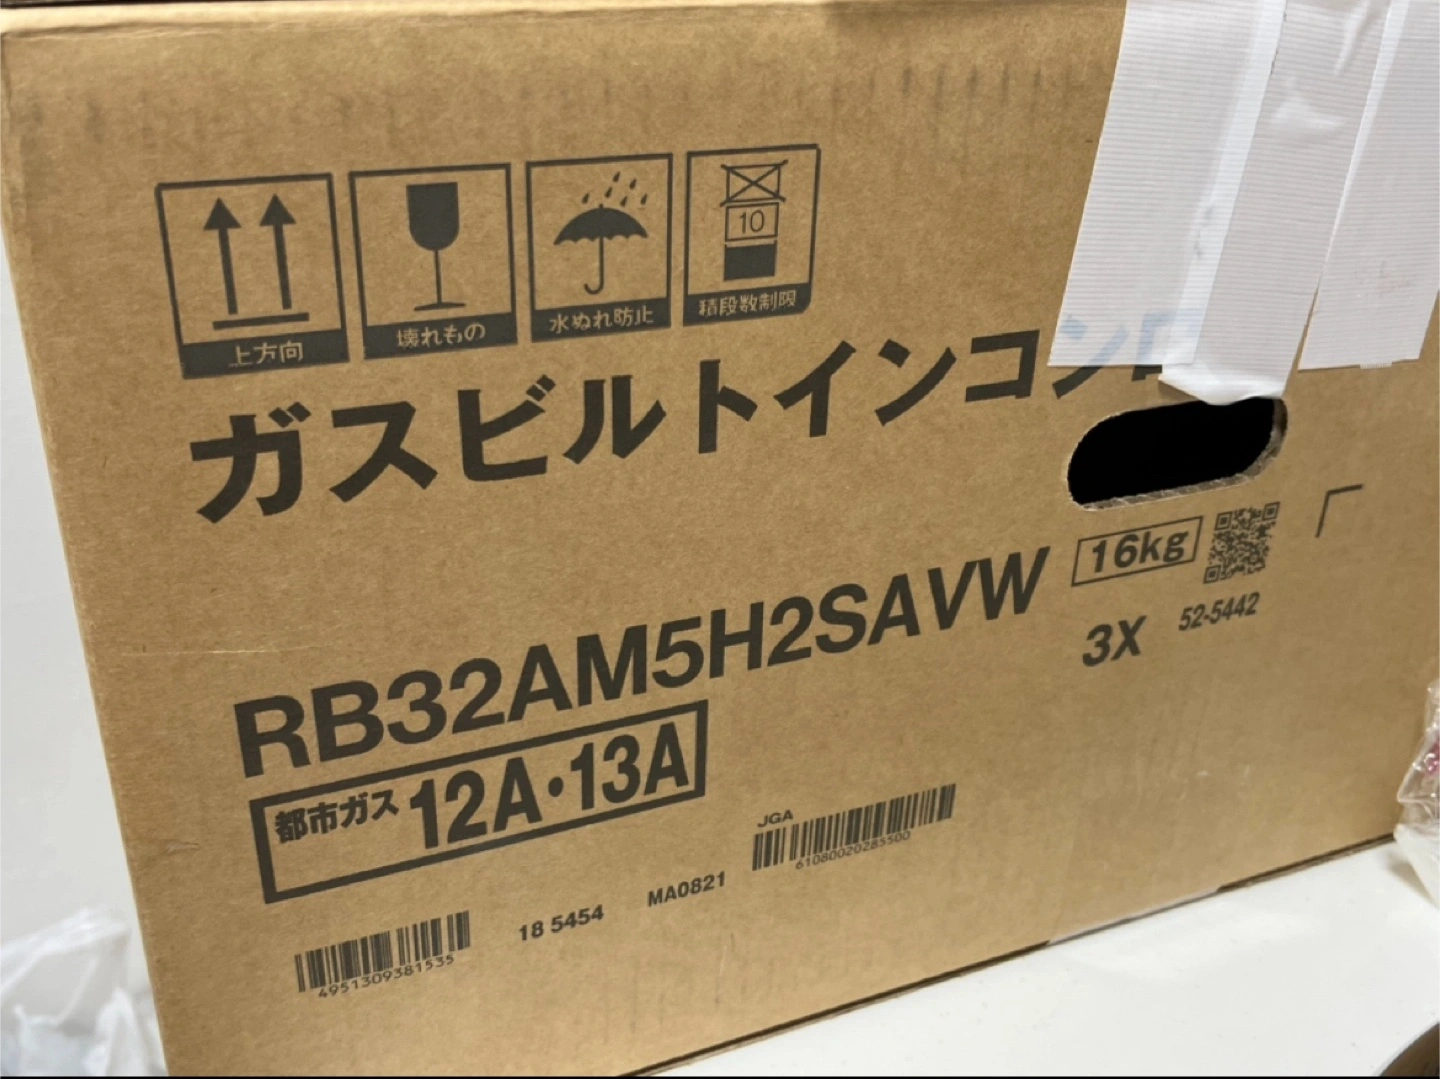 上方向
壊れもの
水ぬれ防止
10
積段数制限
ガスビルトインコン
RB32AM5H2SAVW
16kg
3X
52-5442
都市ガス 12A・13A
JGA
61080020285500
MA0821
18 5454
4951309381535